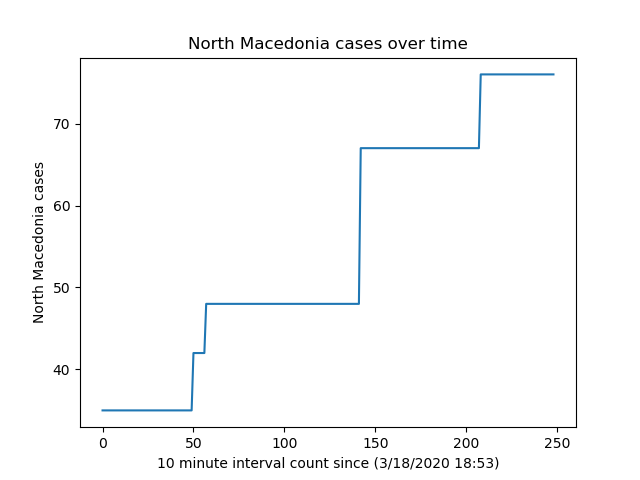 North Macedonia cases over time
North Macedonia cases
70
60
50
40
0 50 100 150 200 250
10 minute interval count since (3/18/2020 18:53)